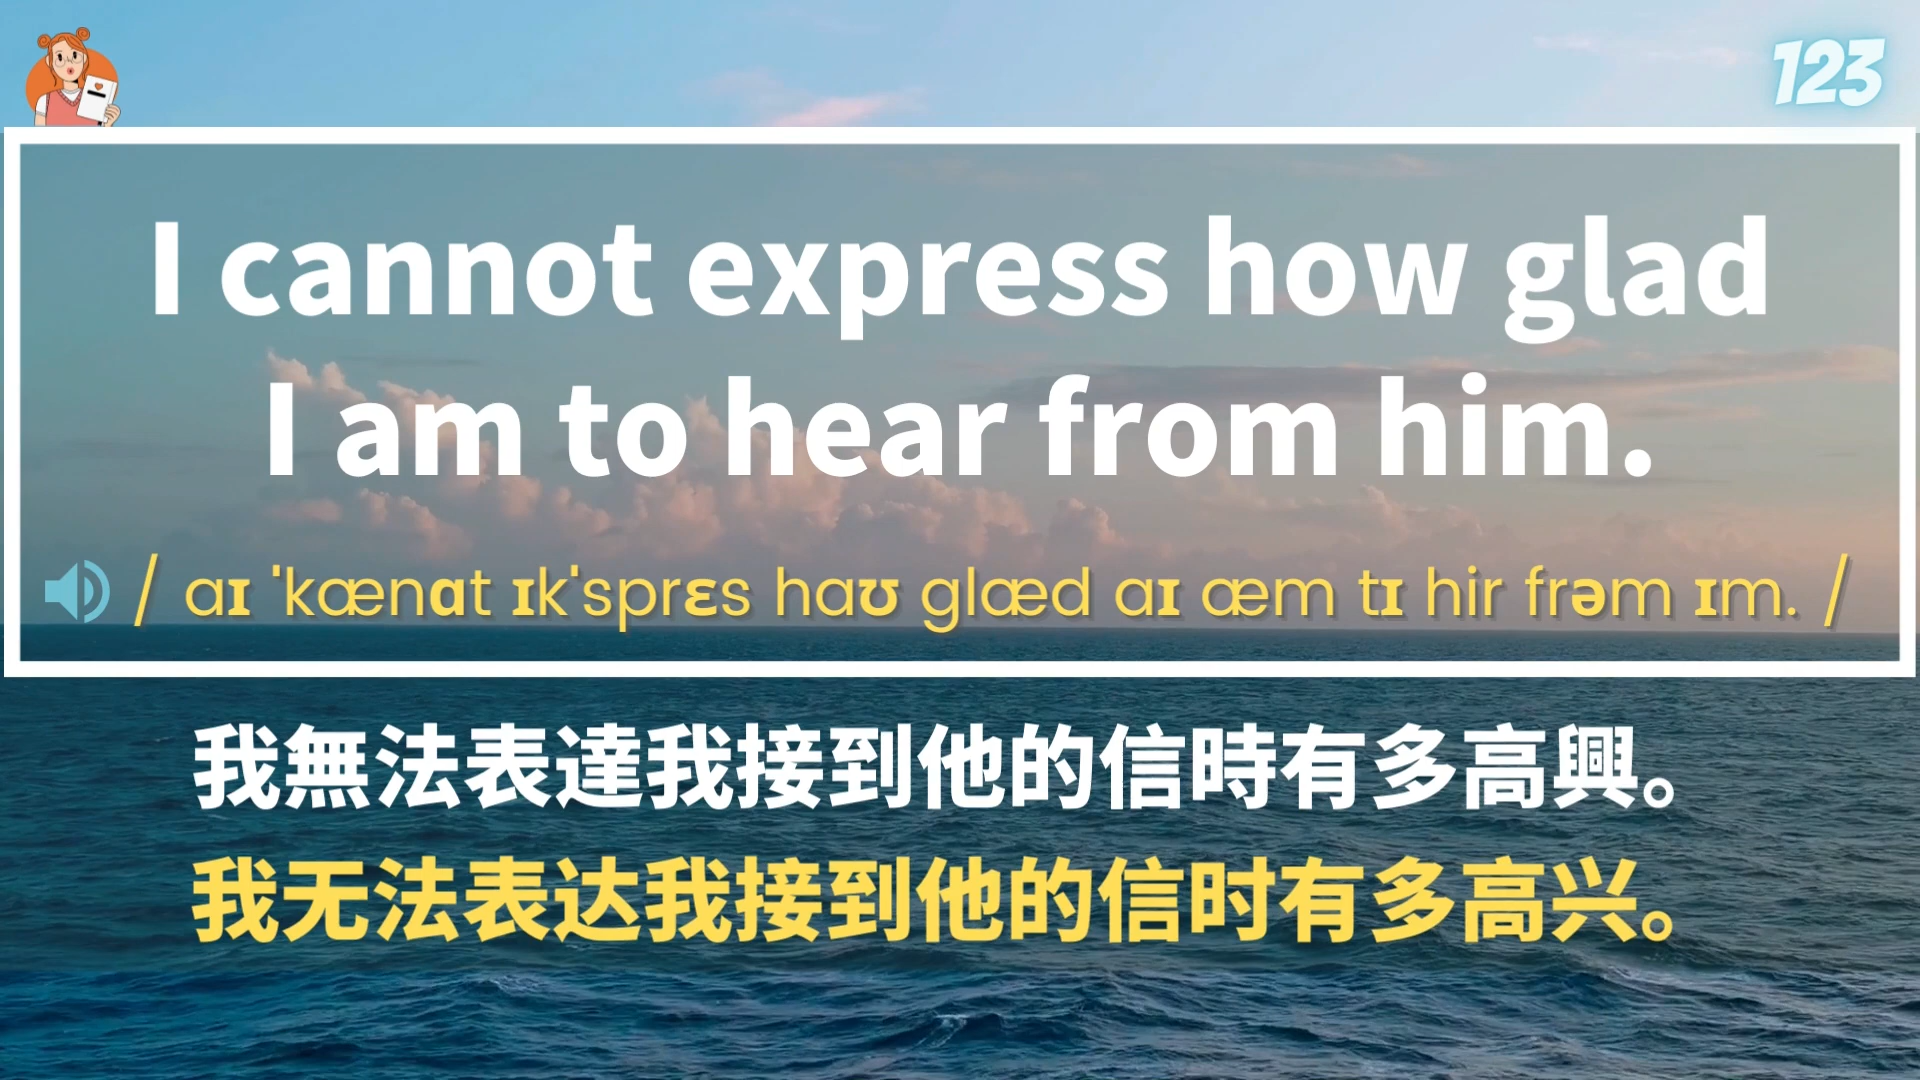 123
I cannot express how glad
I am to hear from him.
/ aɪ ˈkænɑt ɪkˈsprɛs haʊ glæd aɪ æm tɪ hir frəm ɪm. /
我無法表達我接到他的信時有多高興。
我无法表达我接到他的信时有多高兴。